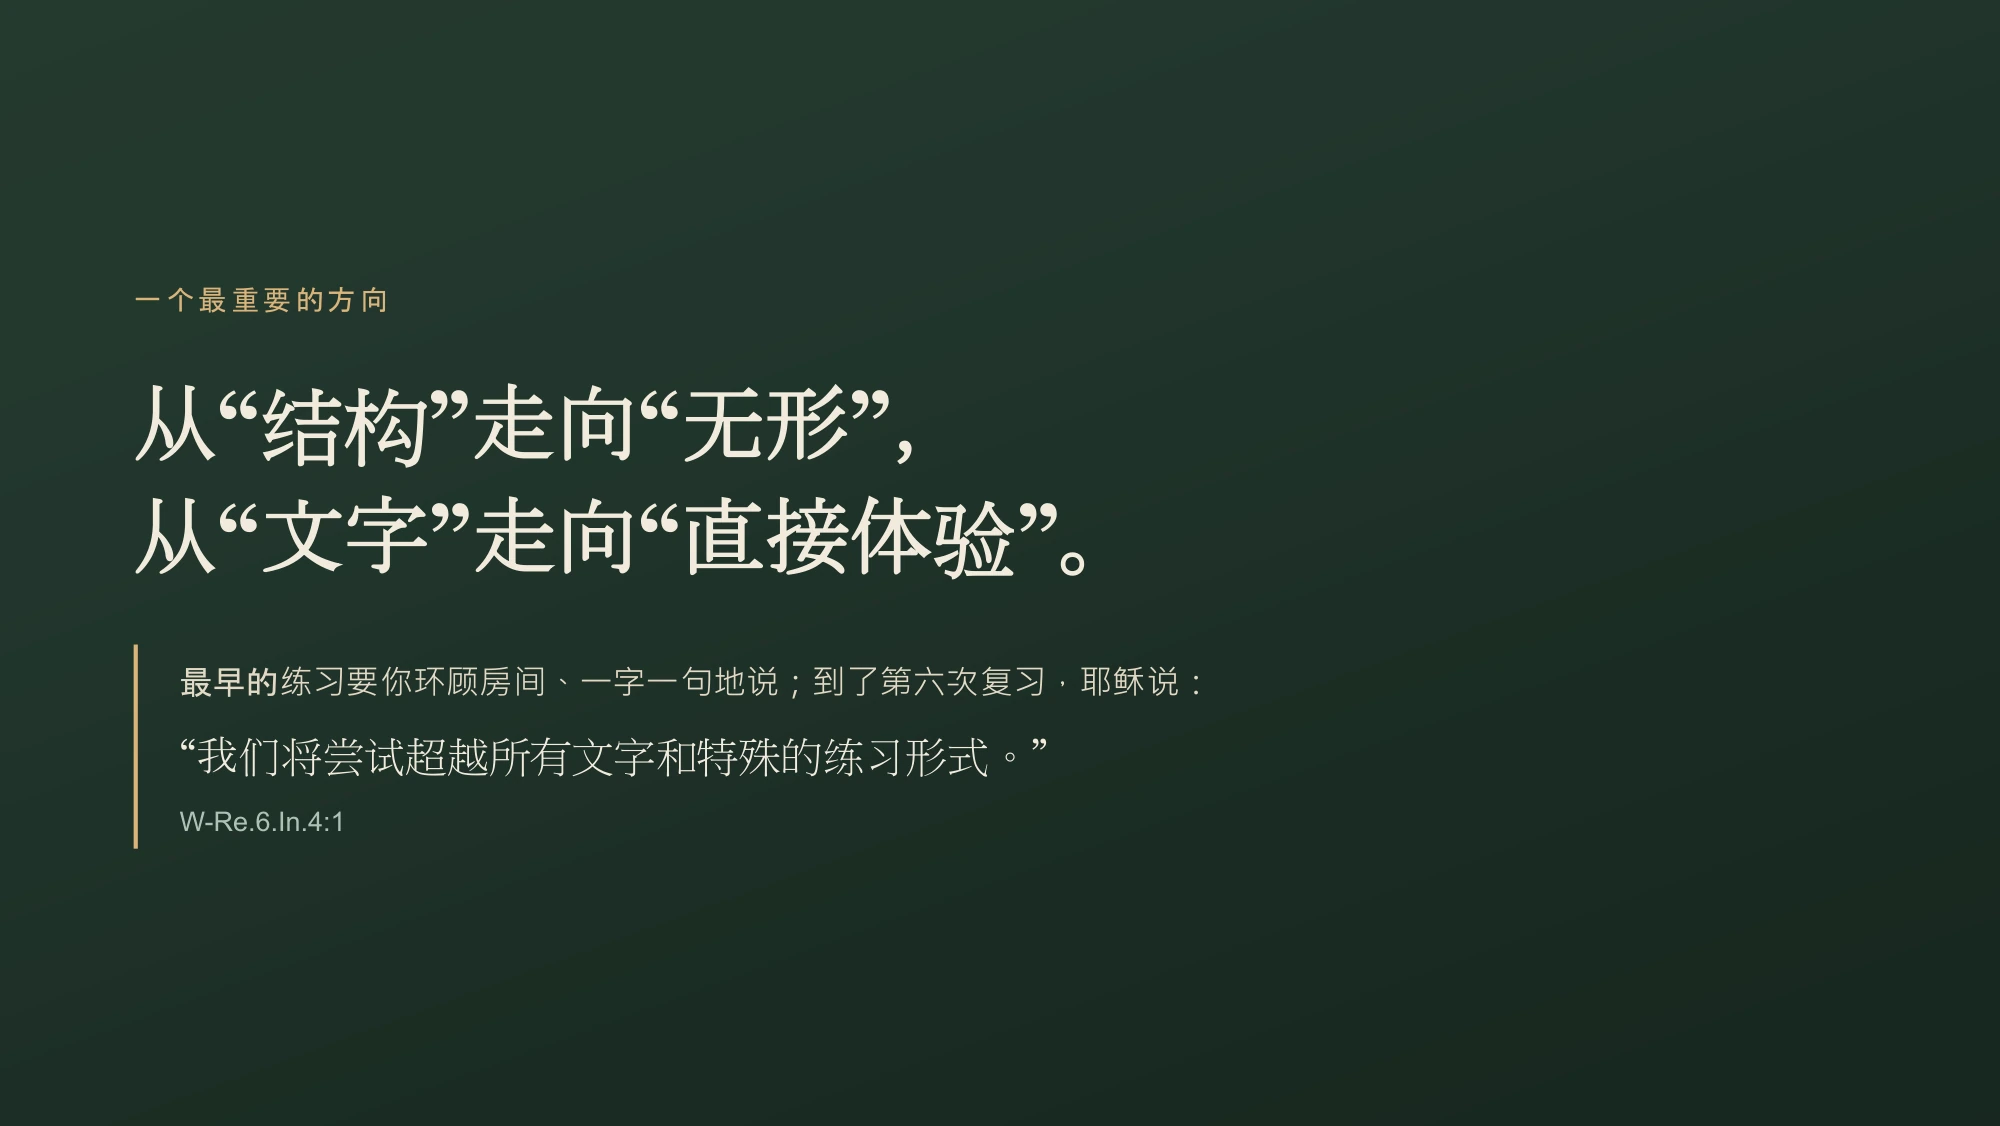 一个最重要的方向
从“结构”走向“无形”，
从“文字”走向“直接体验”。
最早的练习要你环顾房间、一字一句地说；到了第六次复习，耶稣说：
“我们将尝试超越所有文字和特殊的练习形式。”
W-Re.6.In.4:1